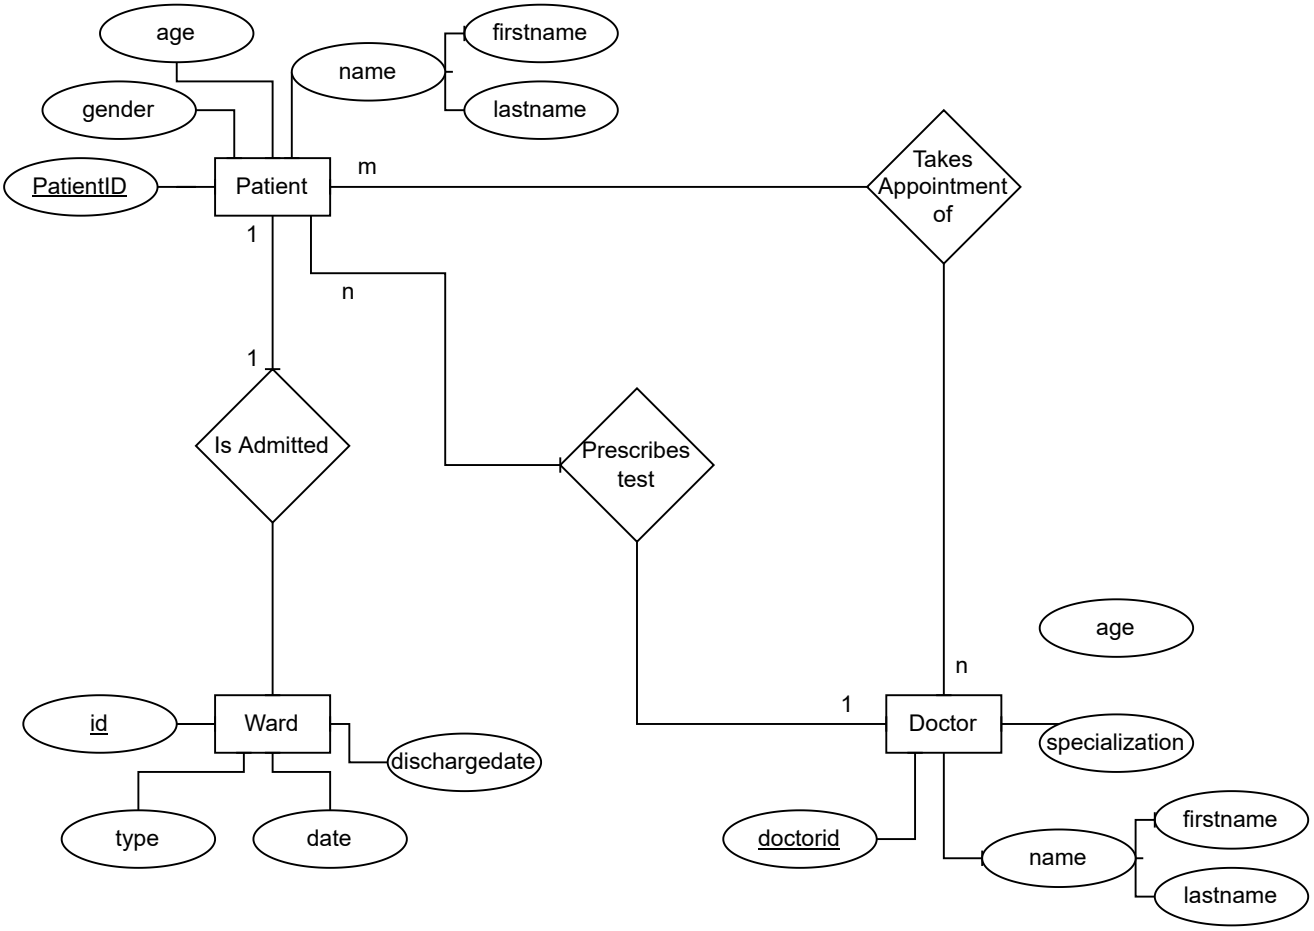 age
firstname
name
gender
lastname
PatientID
Patient
m
Takes
Appointment
of
1
n
1
Is Admitted
Prescribes
test
age
n
1
id
Ward
dischargedate
Doctor
specialization
type
date
doctorid
name
firstname
lastname